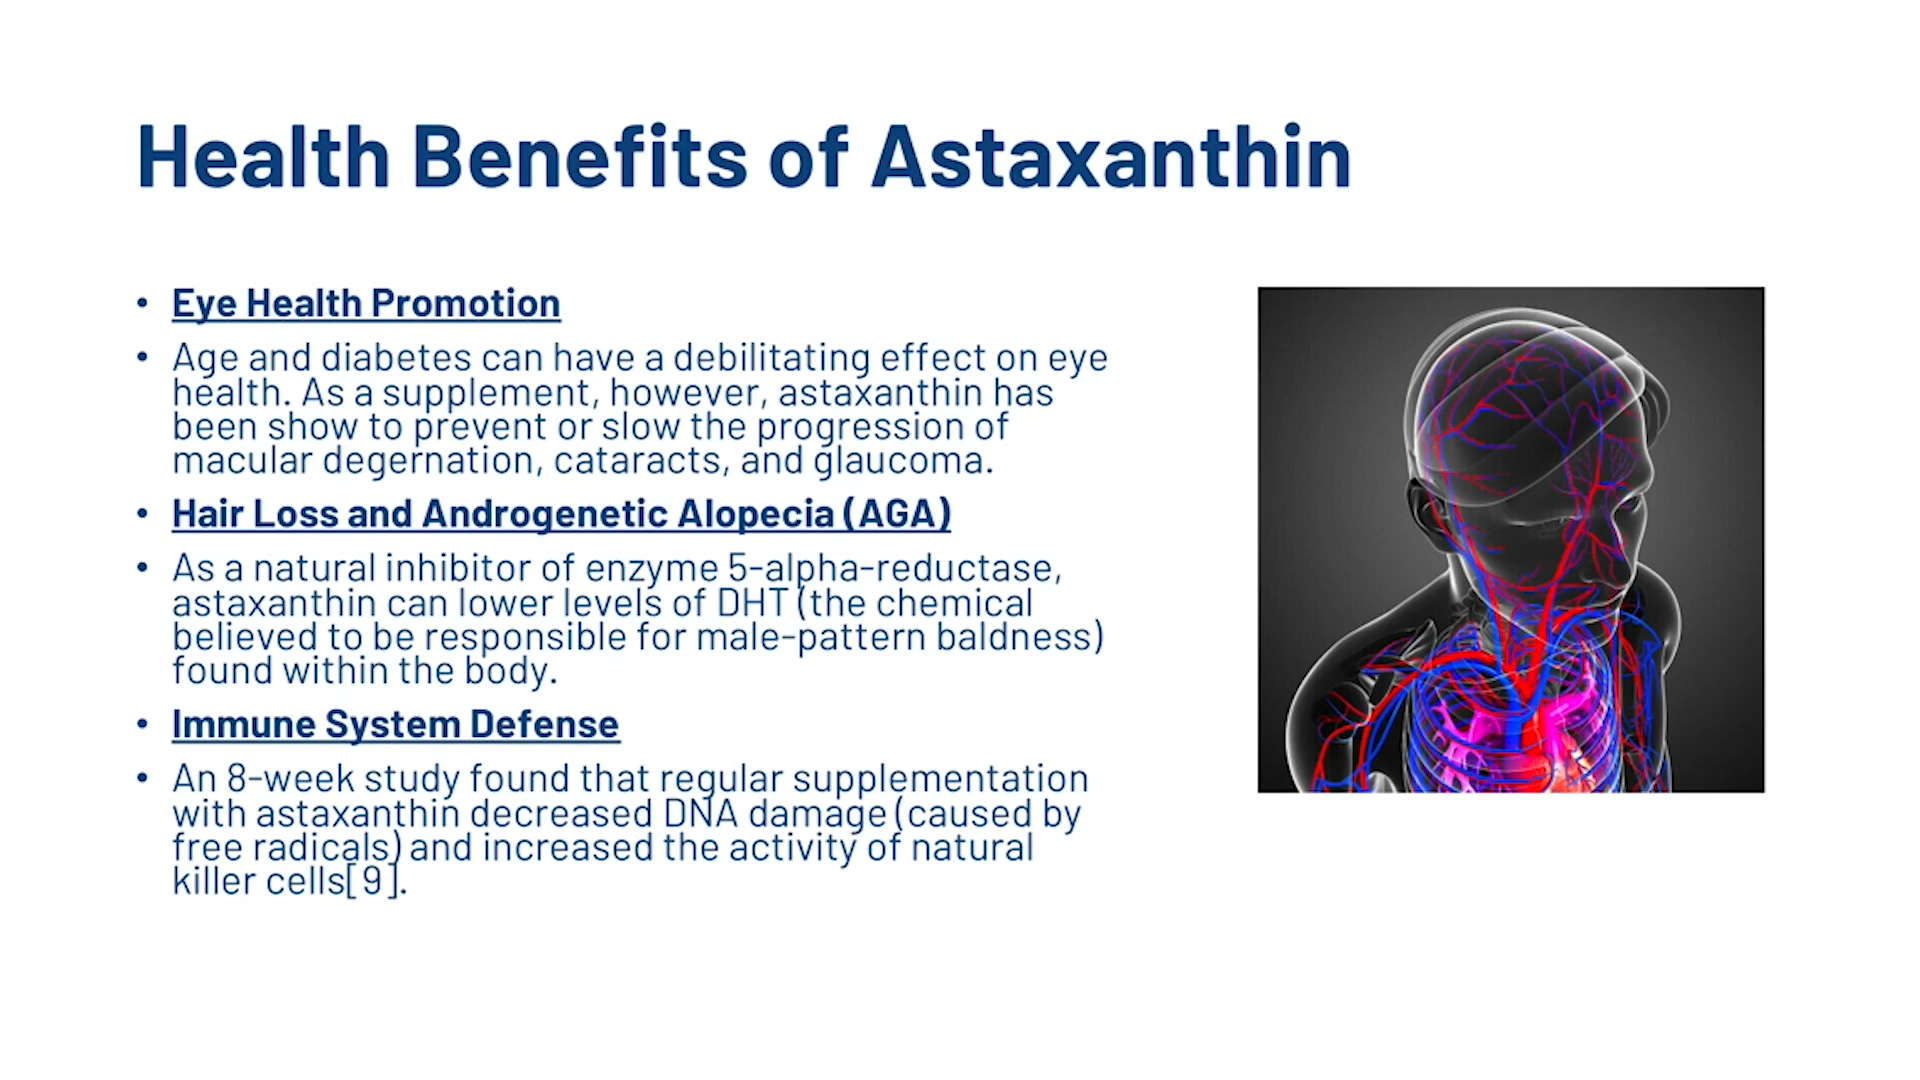 Health Benefits of Astaxanthin
• Eye Health Promotion
• Age and diabetes can have a debilitating effect on eye
health. As a supplement, however, astaxanthin has
been show to prevent or slow the progression of
macular degernation, cataracts, and glaucoma.
• Hair Loss and Androgenetic Alopecia (AGA)
• As a natural inhibitor of enzyme 5-alpha-reductase,
astaxanthin can lower levels of DHT (the chemical
believed to be responsible for male-pattern baldness)
found within the body.
• Immune System Defense
• An 8-week study found that regular supplementation
with astaxanthin decreased DNA damage (caused by
free radicals) and increased the activity of natural
killer cells[9].